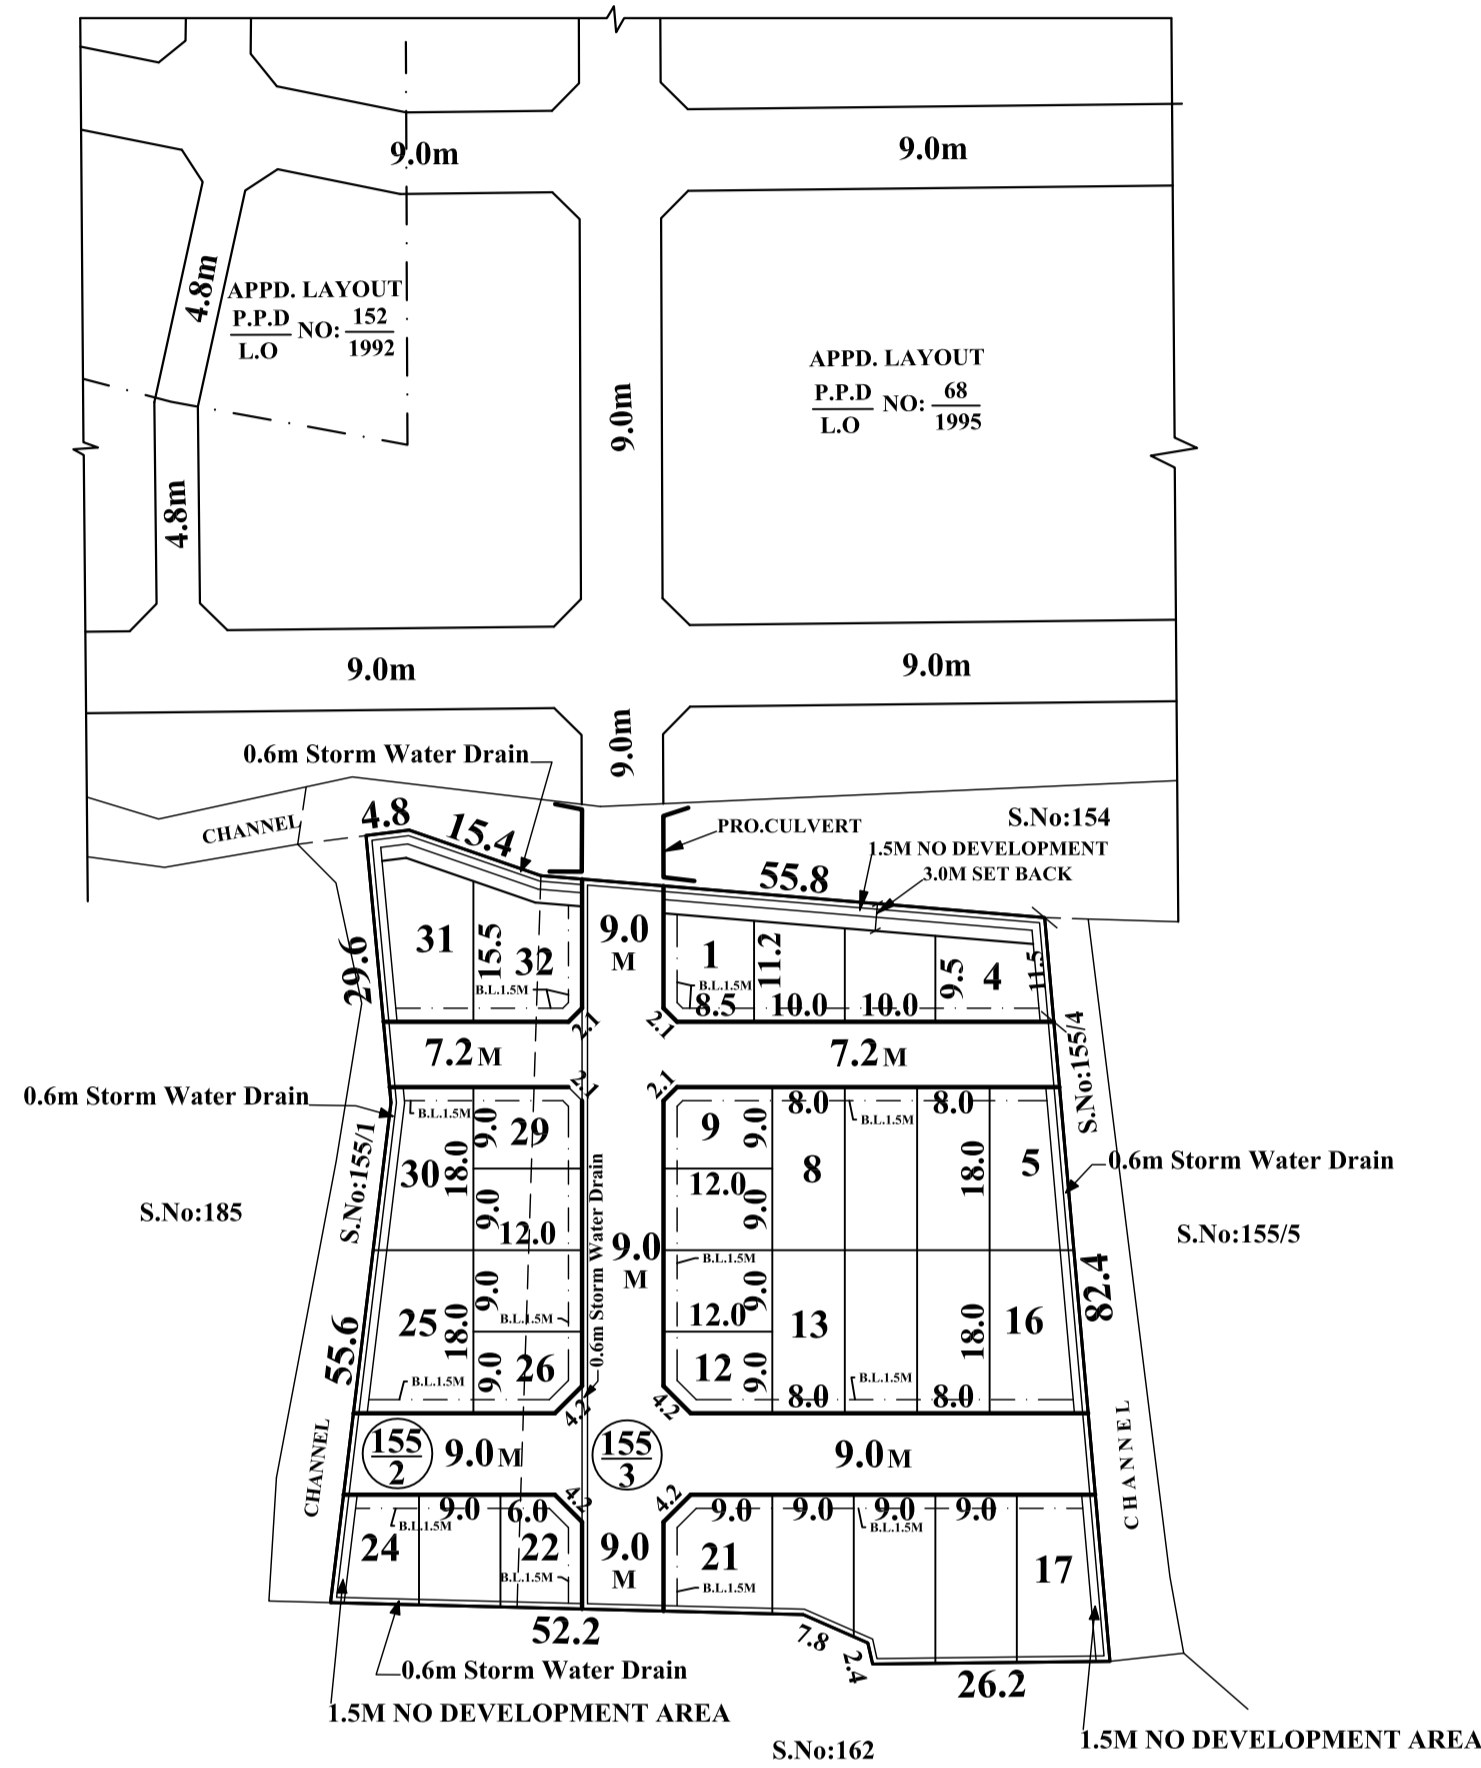 9.0m
9.0m
4.8m
APPD. LAYOUT
P.P.D
L.O
NO:
152
1992
APPD. LAYOUT
P.P.D
L.O
NO:
68
1995
9.0m
4.8m
9.0m
9.0m
9.0m
0.6m Storm Water Drain
CHANNEL
4.8
15.4
PRO.CULVERT
S.No:154
1.5M NO DEVELOPMENT
3.0M SET BACK
55.8
29.6
31
15.5
32
B.L.1.5M
9.0
M
1
B.L.1.5M
8.5
11.2
10.0
10.0
9.5
4
11.5
2.1
2.1
7.2M
7.2M
S.No:155/4
2.1
2.1
0.6m Storm Water Drain
B.L.1.5M
9.0
29
9
9.0
8.0
B.L.1.5M
8.0
S.No:155/1
30
18.0
9.0
12.0
12.0
9.0
8
18.0
5
0.6m Storm Water Drain
S.No:185
S.No:155/5
0.6m Storm Water Drain
9.0
M
B.L.1.5M
25
18.0
9.0
B.L.1.5M
9.0
26
B.L.1.5M
12.0
9.0
12
9.0
13
8.0
B.L.1.5M
8.0
18.0
16
82.4
55.6
4.2
4.2
155
2
9.0M
155
3
9.0M
CHANNEL
CHANNEL
4.2
4.2
9.0
6.0
B.L.1.5M
24
22
B.L.1.5M
9.0
M
9.0
9.0
9.0
9.0
B.L.1.5M
21
B.L.1.5M
17
52.2
7.8
2.4
26.2
0.6m Storm Water Drain
1.5M NO DEVELOPMENT AREA
1.5M NO DEVELOPMENT AREA
S.No:162